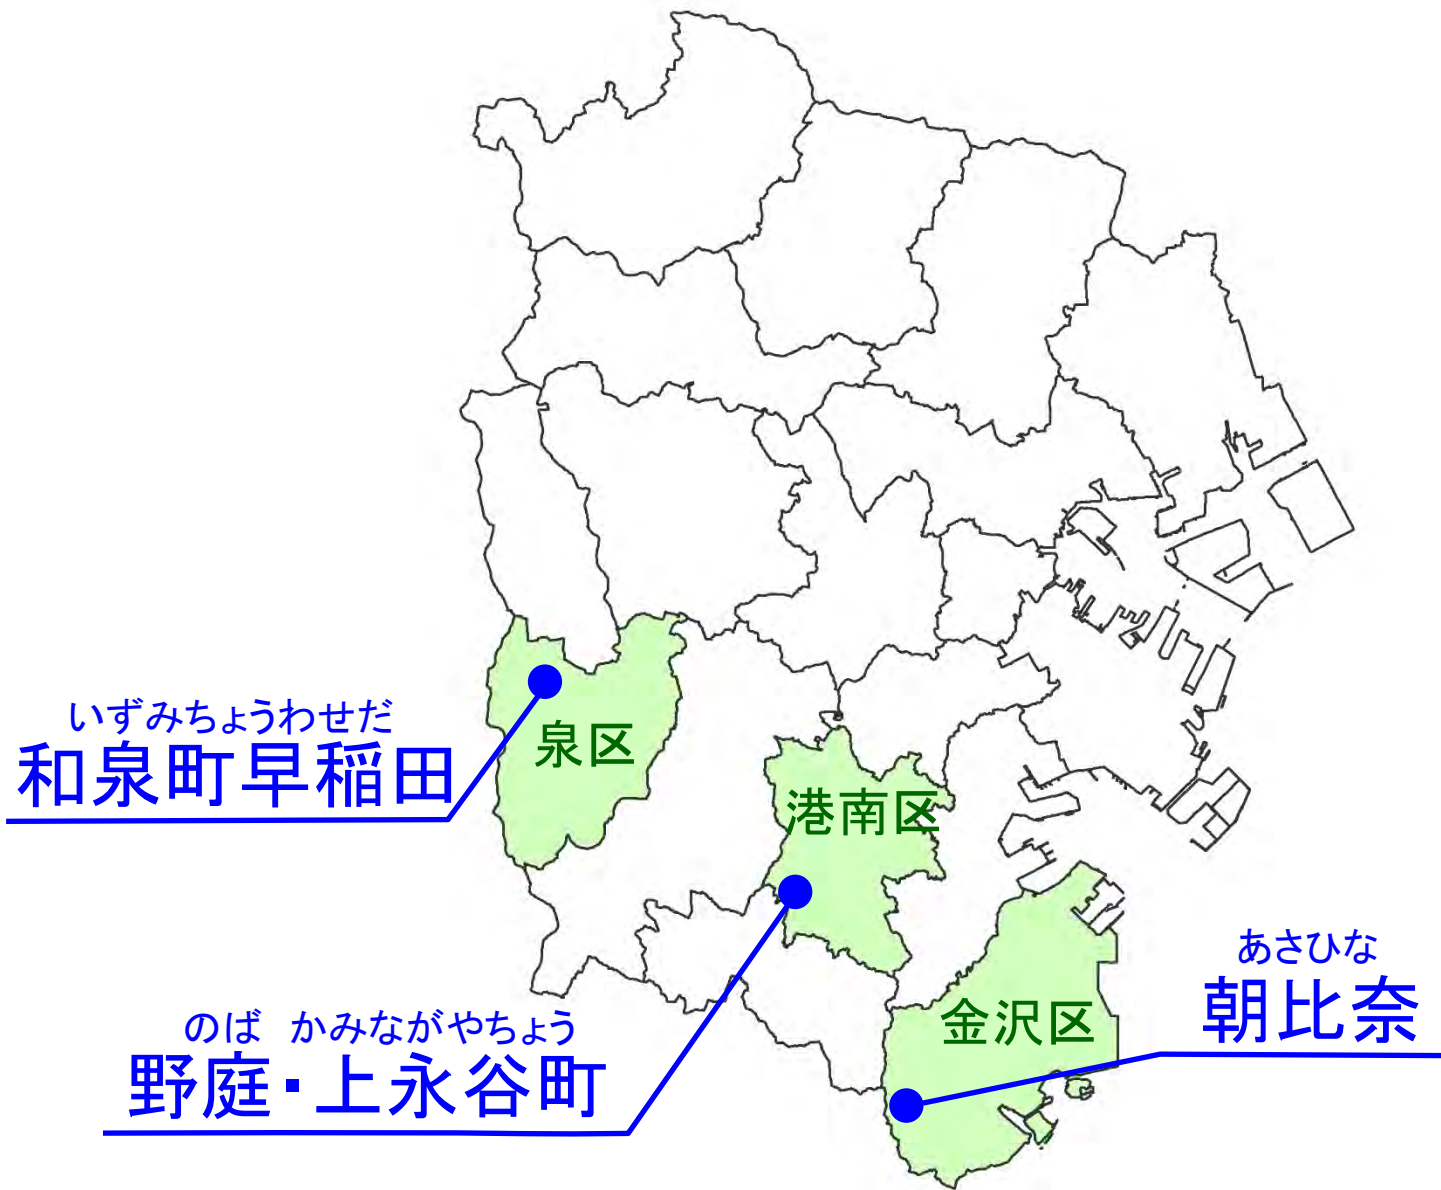 いずみちょうわせだ
和泉町早稲田
泉区
港南区
のば かみながやちょう
野庭・上永谷町
金沢区
あさひな
朝比奈